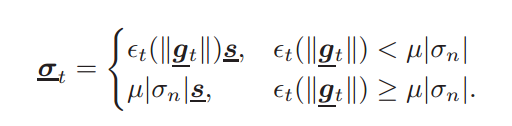 σ̲_t = { ϵ_t(‖g̲_t‖)s̲, ϵ_t(‖g̲_t‖) < μ|σ_n|
μ|σ_n|s̲, ϵ_t(‖g̲_t‖) ≥ μ|σ_n|.